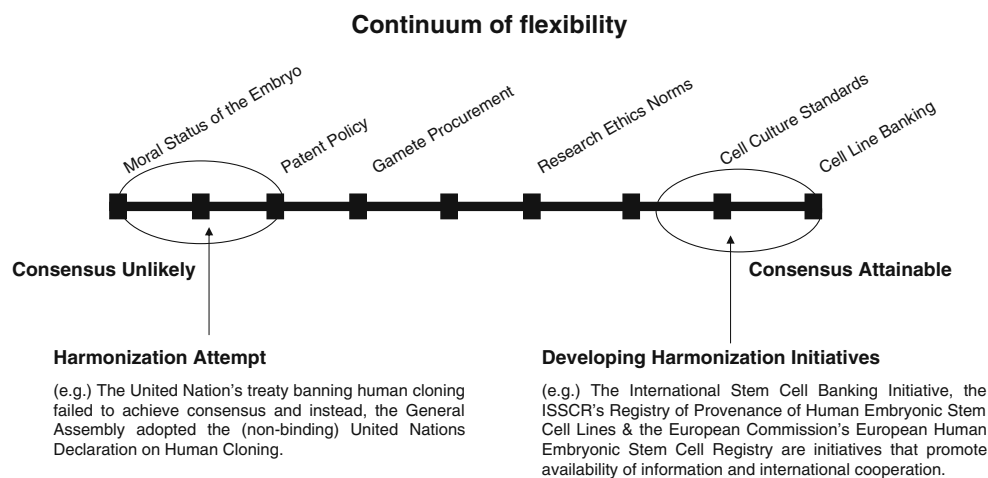 Continuum of flexibility
Moral Status of the Embryo
Patent Policy
Gamete Procurement
Research Ethics Norms
Cell Culture Standards
Cell Line Banking
Consensus Unlikely
Consensus Attainable
Harmonization Attempt
(e.g.) The United Nation's treaty banning human cloning
failed to achieve consensus and instead, the General
Assembly adopted the (non-binding) United Nations
Declaration on Human Cloning.
Developing Harmonization Initiatives
(e.g.) The International Stem Cell Banking Initiative, the
ISSCR's Registry of Provenance of Human Embryonic Stem
Cell Lines & the European Commission's European Human
Embryonic Stem Cell Registry are initiatives that promote
availability of information and international cooperation.